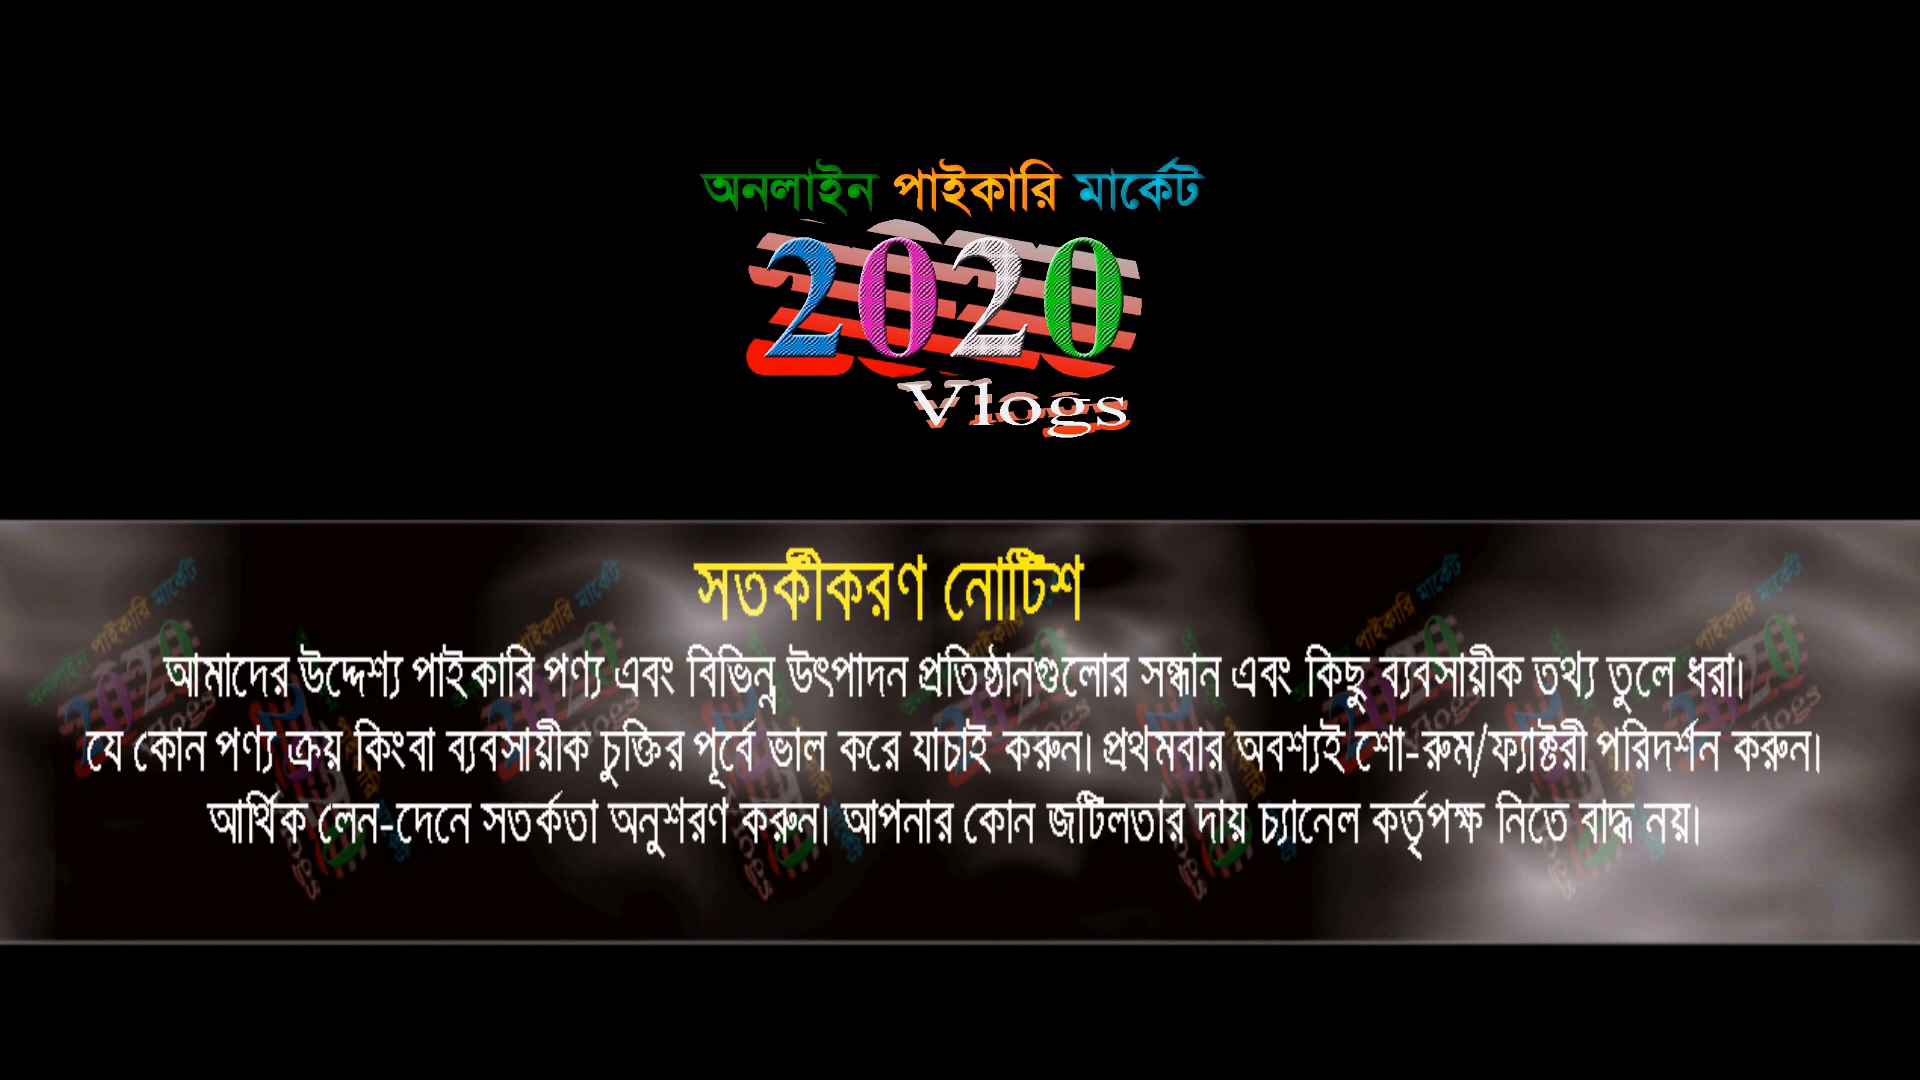 অনলাইন পাইকারি মার্কেট
2020
Vlogs
সতর্কীকরণ নোটিশ
আমাদের উদ্দেশ্য পাইকারি পণ্য এবং বিভিন্ন উৎপাদন প্রতিষ্ঠানগুলোর সন্ধান এবং কিছু ব্যবসায়ীক তথ্য তুলে ধরা।
যে কোন পণ্য ক্রয় কিংবা ব্যবসায়ীক চুক্তির পূর্বে ভাল করে যাচাই করুন। প্রথমবার অবশ্যই শো-রুম/ফ্যাক্টরী পরিদর্শন করুন।
আর্থিক লেন-দেনে সতর্কতা অনুশরণ করুন। আপনার কোন জটিলতার দায় চ্যানেল কর্তৃপক্ষ নিতে বাদ্ধ নয়।